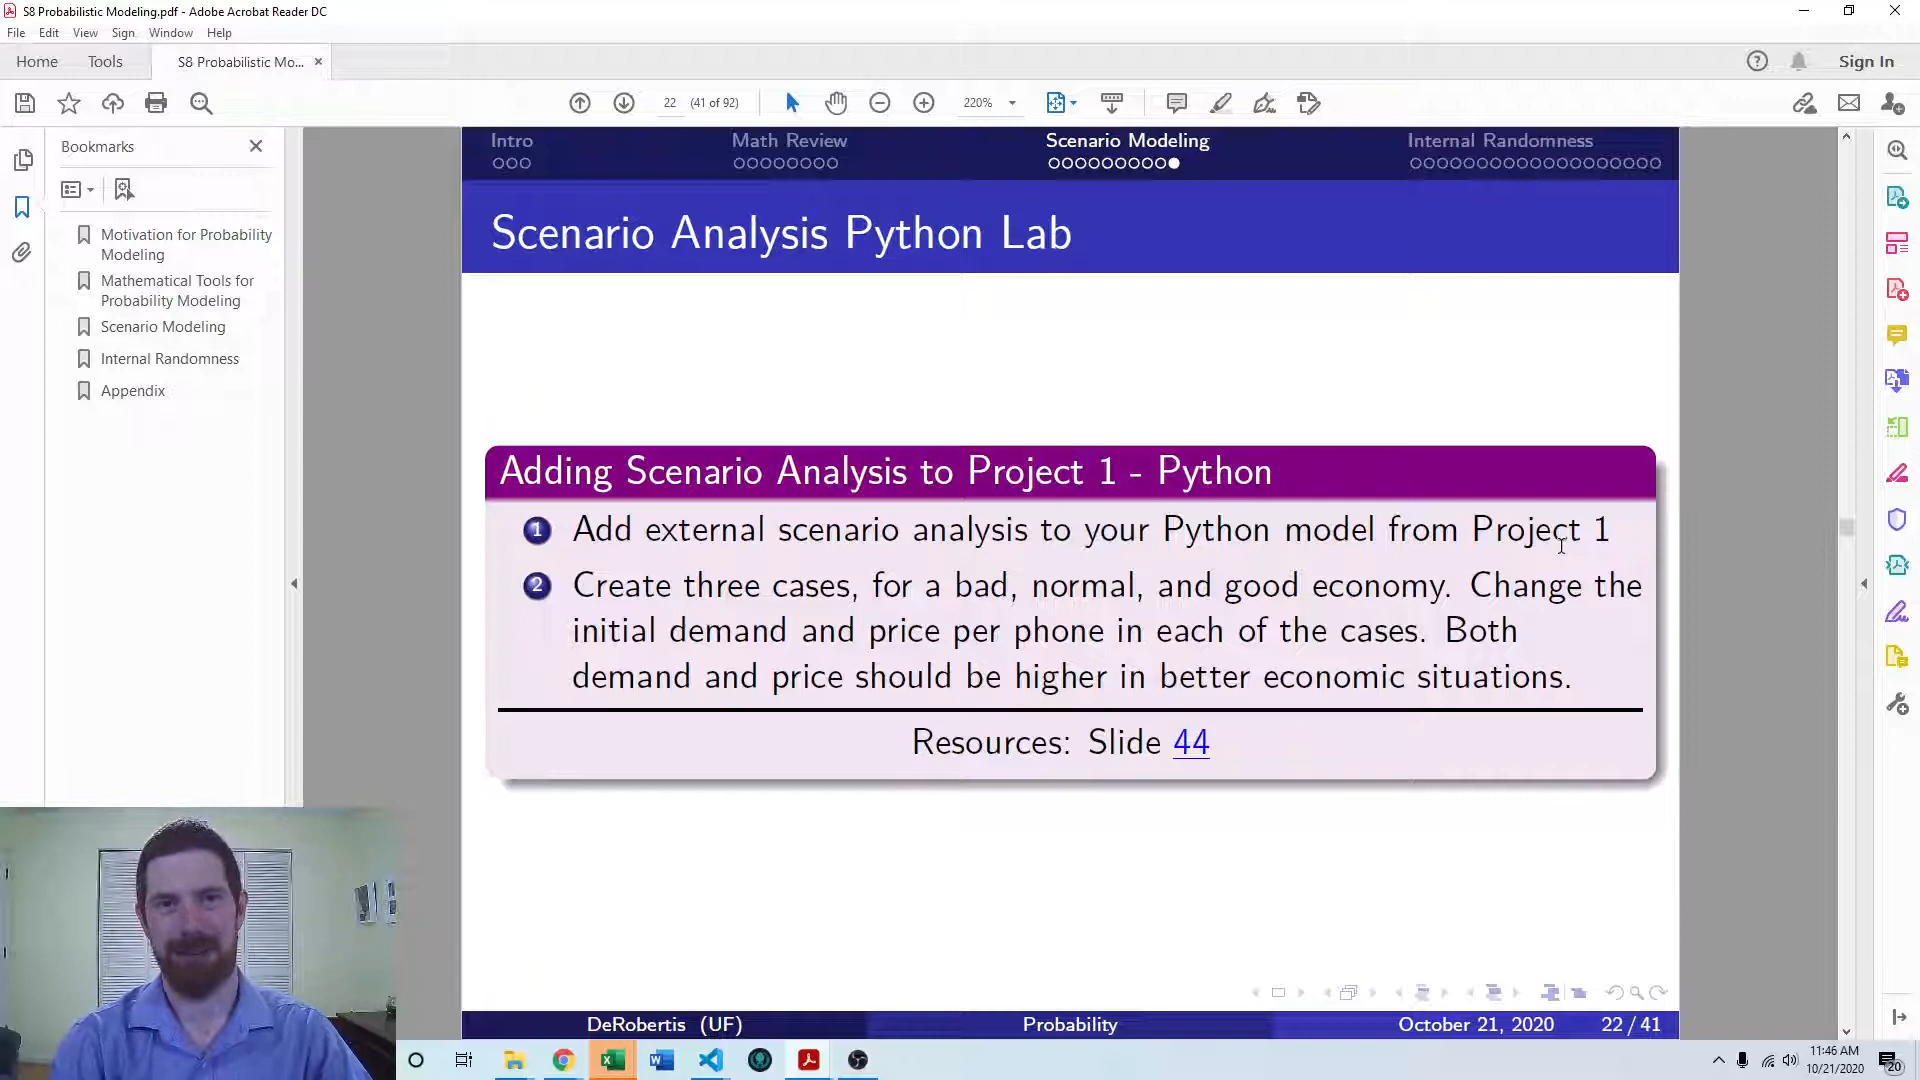 S8 Probabilistic Modeling.pdf - Adobe Acrobat Reader DC
File Edit View Sign Window Help
Home Tools S8 Probabilistic Mo... × Sign In
22 (41 of 92) 220%
Bookmarks
Motivation for Probability
Modeling
Mathematical Tools for
Probability Modeling
Scenario Modeling
Internal Randomness
Appendix
Intro Math Review Scenario Modeling Internal Randomness
Scenario Analysis Python Lab
Adding Scenario Analysis to Project 1 - Python
1 Add external scenario analysis to your Python model from Project 1
2 Create three cases, for a bad, normal, and good economy. Change the
initial demand and price per phone in each of the cases. Both
demand and price should be higher in better economic situations.
Resources: Slide 44
DeRobertis (UF) Probability October 21, 2020 22 / 41
11:46 AM
10/21/2020
20